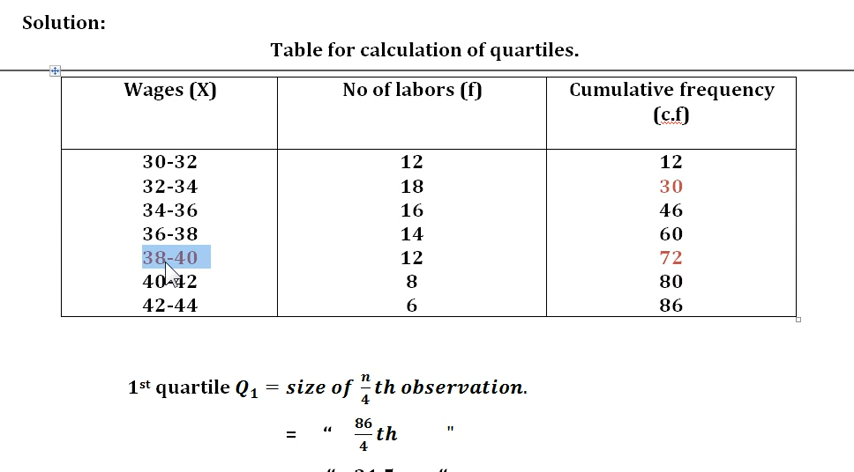 Solution:
Table for calculation of quartiles.
Wages (X) No of labors (f) Cumulative frequency
(c.f)
30-32 12 12
32-34 18 30
34-36 16 46
36-38 14 60
38-40 12 72
40-42 8 80
42-44 6 86
1st quartile Q1 = size of n/4 th observation.
= “ 86/4 th "